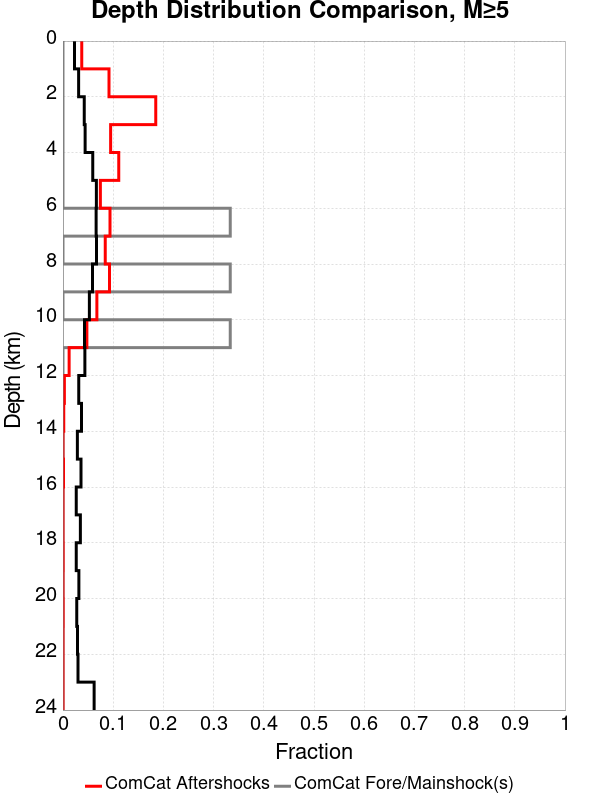 Depth Distribution Comparison, M≥5
0
2
4
6
8
10
12
14
16
18
20
22
24
Depth (km)
0 0.1 0.2 0.3 0.4 0.5 0.6 0.7 0.8 0.9 1
Fraction
ComCat Aftershocks ComCat Fore/Mainshock(s)